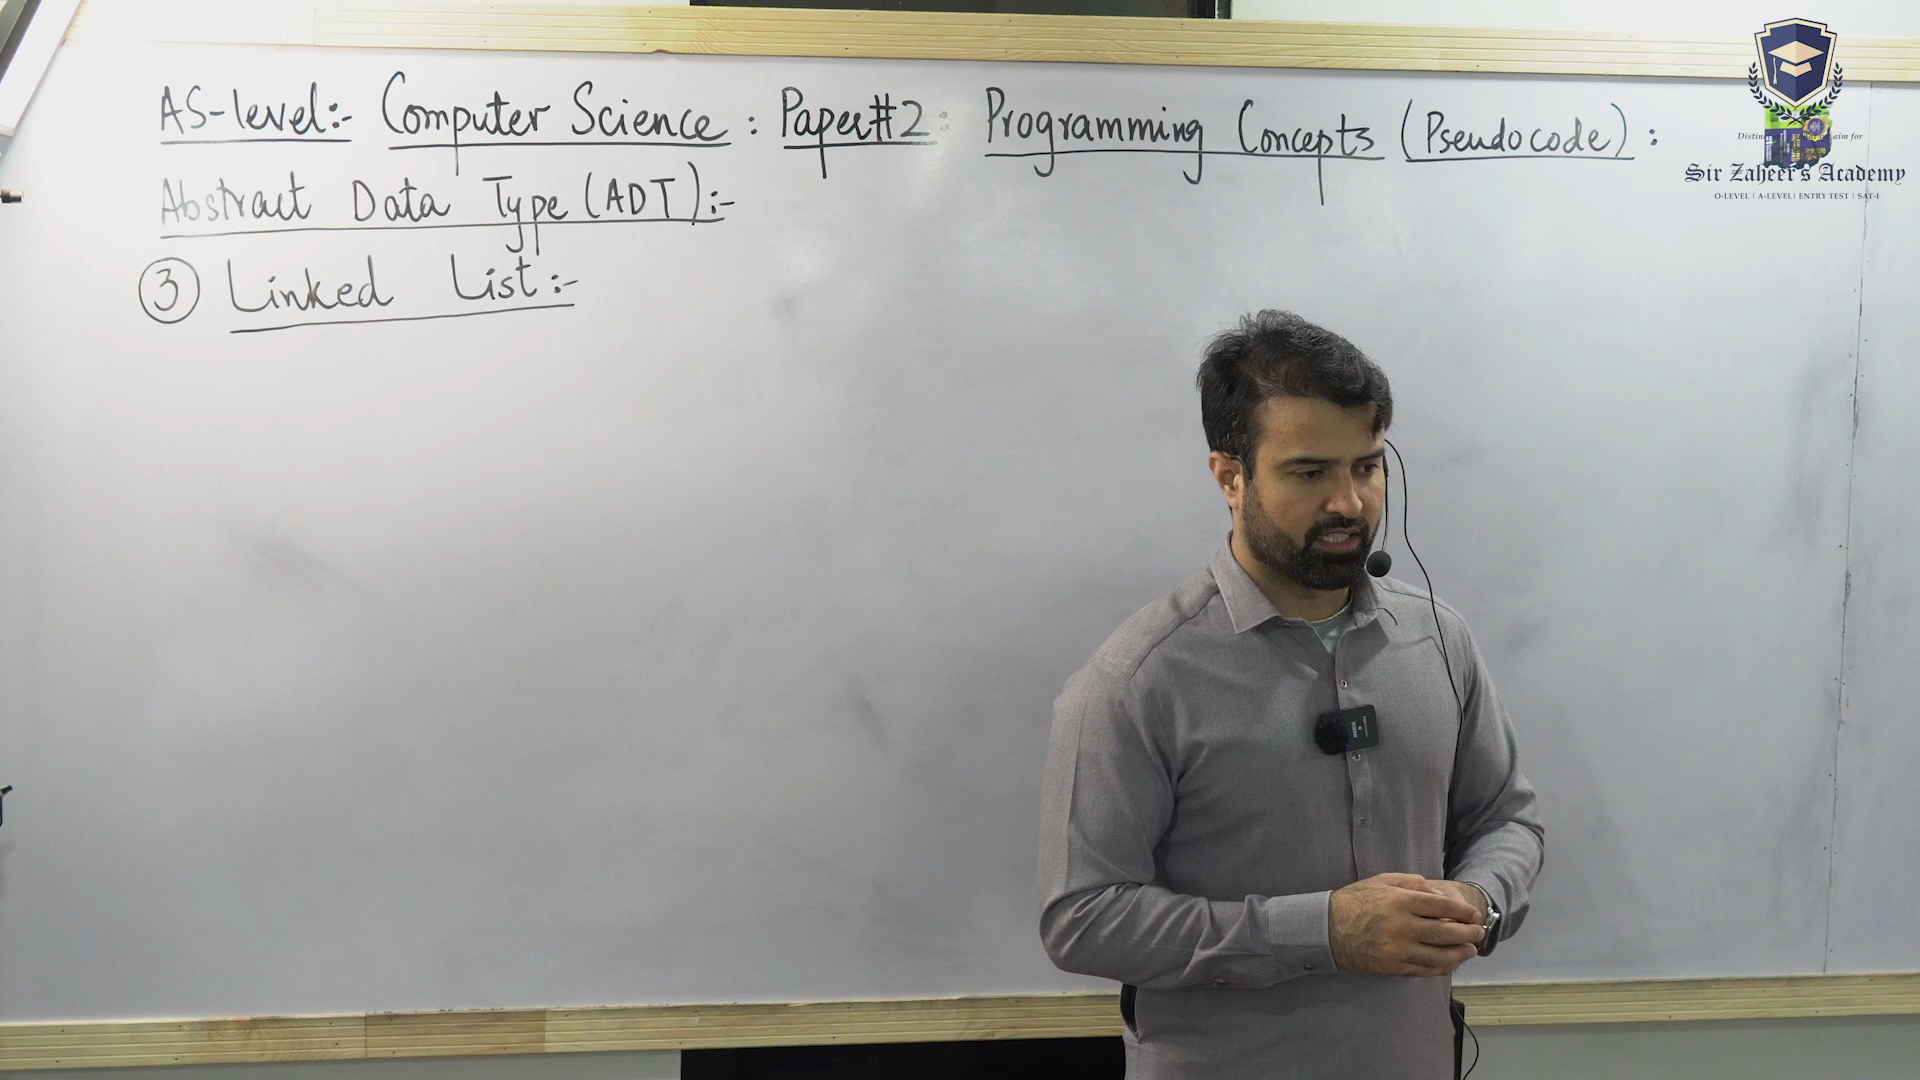 AS-level:- Computer Science : Paper#2: Programming Concepts (Pseudocode) :
Abstract Data Type (ADT):-
③ Linked List:-
Sir Zaheer's Academy
O-LEVEL | A-LEVEL | ENTRY TEST | SAT-I